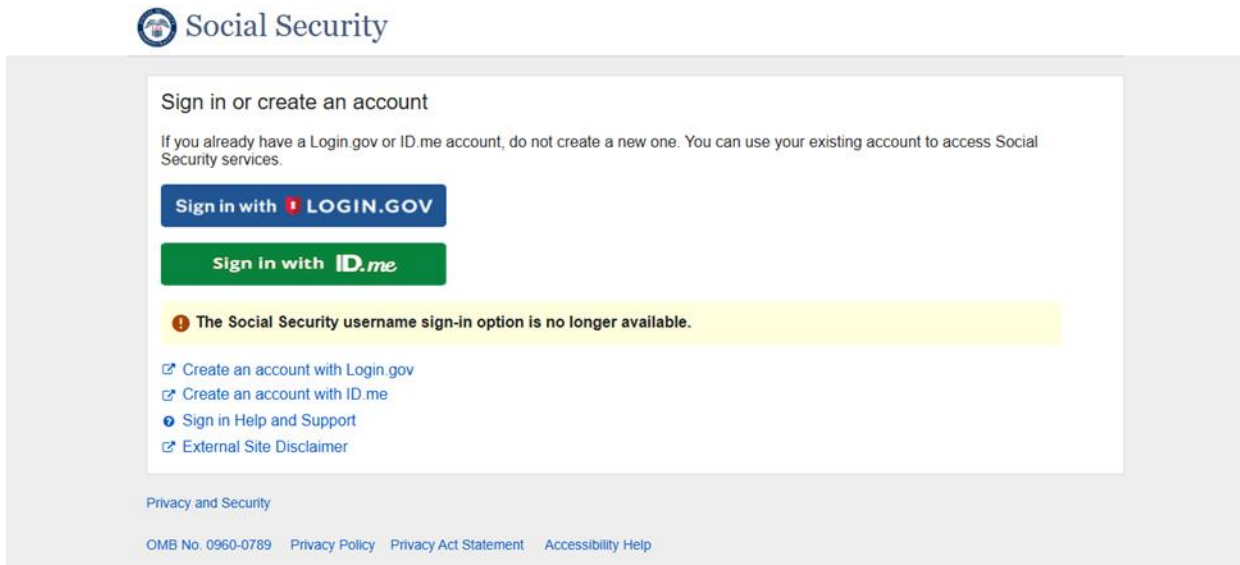 Social Security
Sign in or create an account
If you already have a Login.gov or ID.me account, do not create a new one. You can use your existing account to access Social
Security services.
Sign in with LOGIN.GOV
Sign in with ID.me
The Social Security username sign-in option is no longer available.
Create an account with Login.gov
Create an account with ID.me
Sign in Help and Support
External Site Disclaimer
Privacy and Security
OMB No. 0960-0789 Privacy Policy Privacy Act Statement Accessibility Help